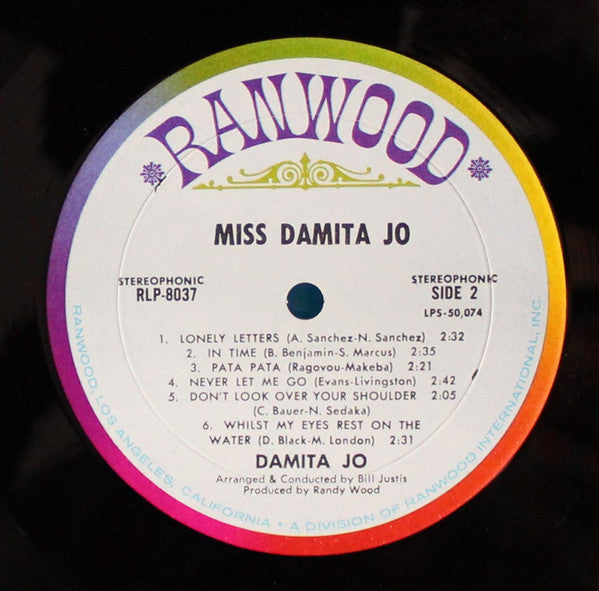 RANWOOD
MISS DAMITA JO
STEREOPHONIC
RLP-8037
STEREOPHONIC
SIDE 2
LPS-50,074
1. LONELY LETTERS (A. Sanchez-N. Sanchez) 2:32
2. IN TIME (B. Benjamin-S. Marcus) 2:35
3. PATA PATA (Ragovou-Makeba) 2:21
4. NEVER LET ME GO (Evans-Livingston) 2:42
5. DON'T LOOK OVER YOUR SHOULDER 2:05
(C. Bauer-N. Sedaka)
6. WHILST MY EYES REST ON THE
WATER (D. Black-M. London) 2:31
DAMITA JO
Arranged & Conducted by Bill Justis
Produced by Randy Wood
RANWOOD, LOS ANGELES, CALIFORNIA • A DIVISION OF RANWOOD INTERNATIONAL, INC.